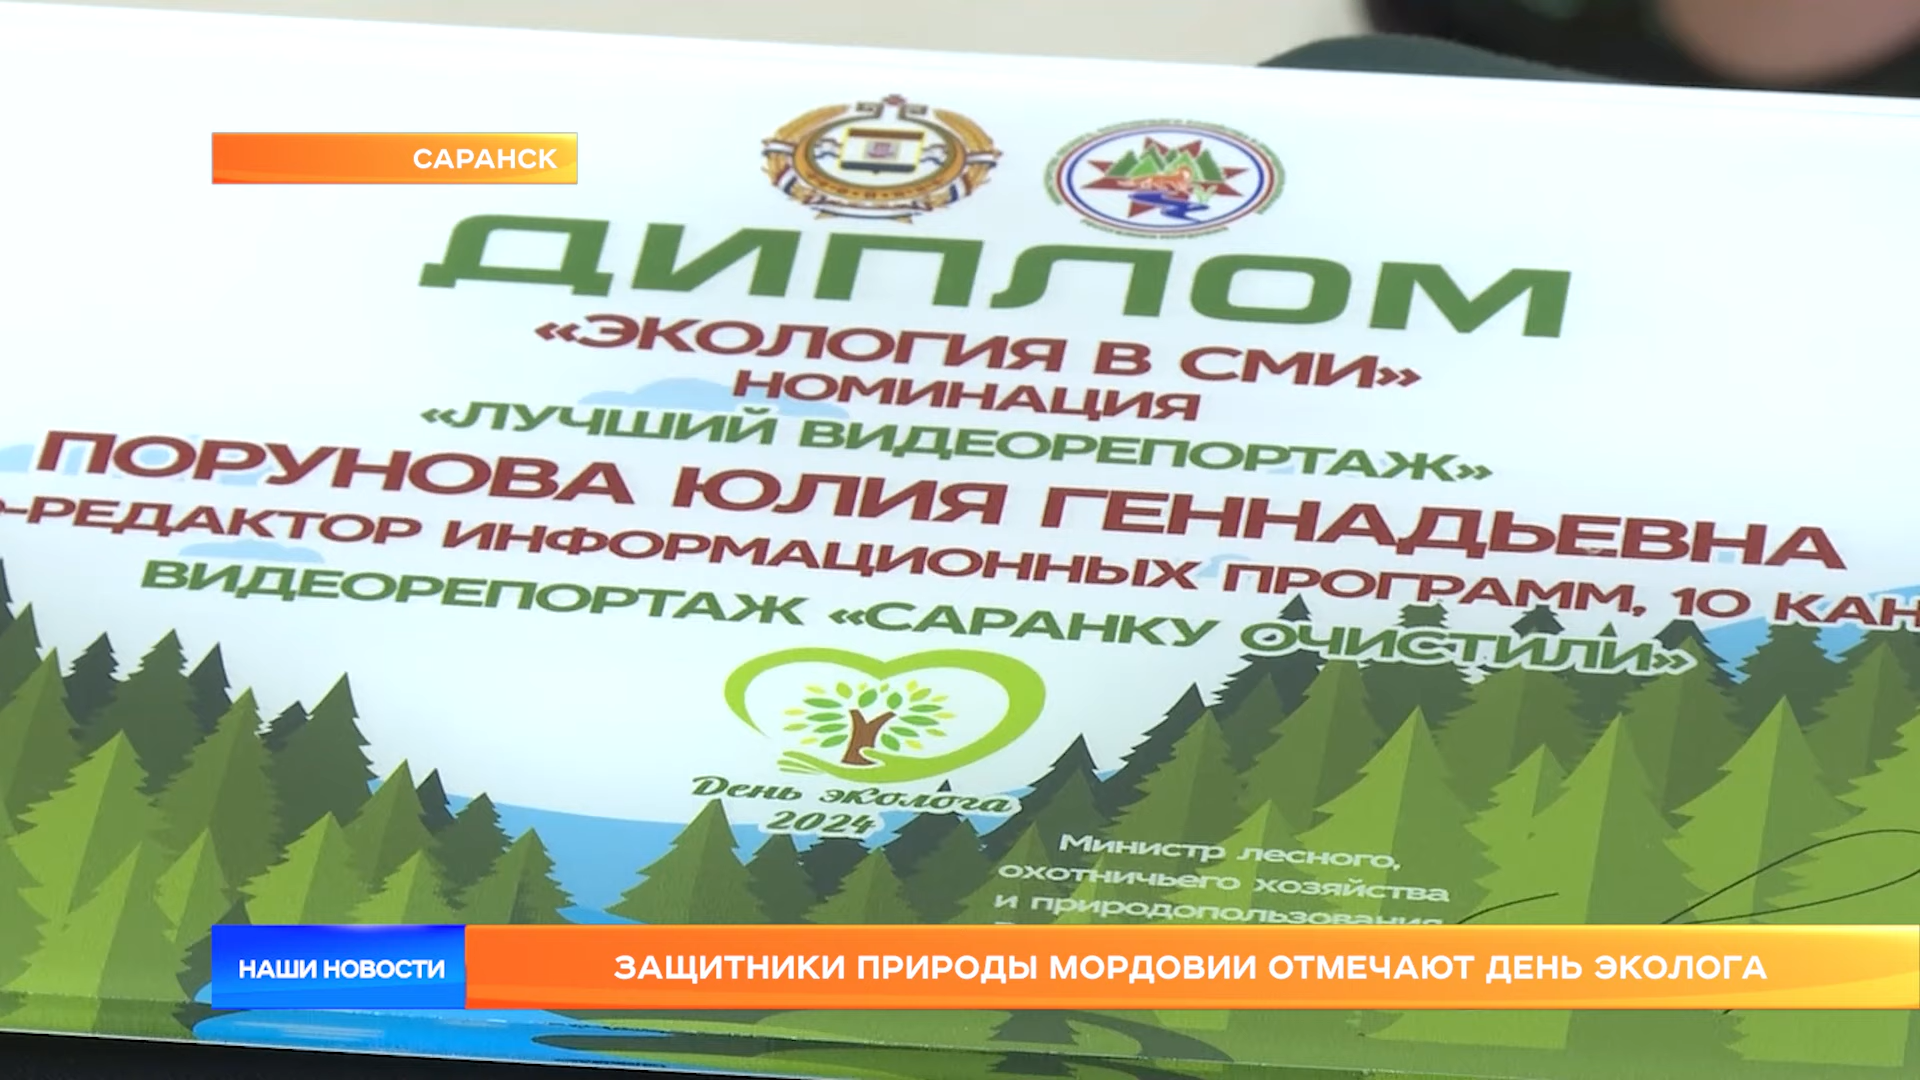 САРАНСК
ДИПЛОМ
«ЭКОЛОГИЯ В СМИ»
НОМИНАЦИЯ
«ЛУЧШИЙ ВИДЕОРЕПОРТАЖ»
ПОРУНОВА ЮЛИЯ ГЕННАДЬЕВНА
-РЕДАКТОР ИНФОРМАЦИОННЫХ ПРОГРАММ, 10 КАН
ВИДЕОРЕПОРТАЖ «САРАНКУ ОЧИСТИЛИ»
День эколога
2024
Министр лесного,
охотничьего хозяйства
и природопользования
НАШИ НОВОСТИ
ЗАЩИТНИКИ ПРИРОДЫ МОРДОВИИ ОТМЕЧАЮТ ДЕНЬ ЭКОЛОГА